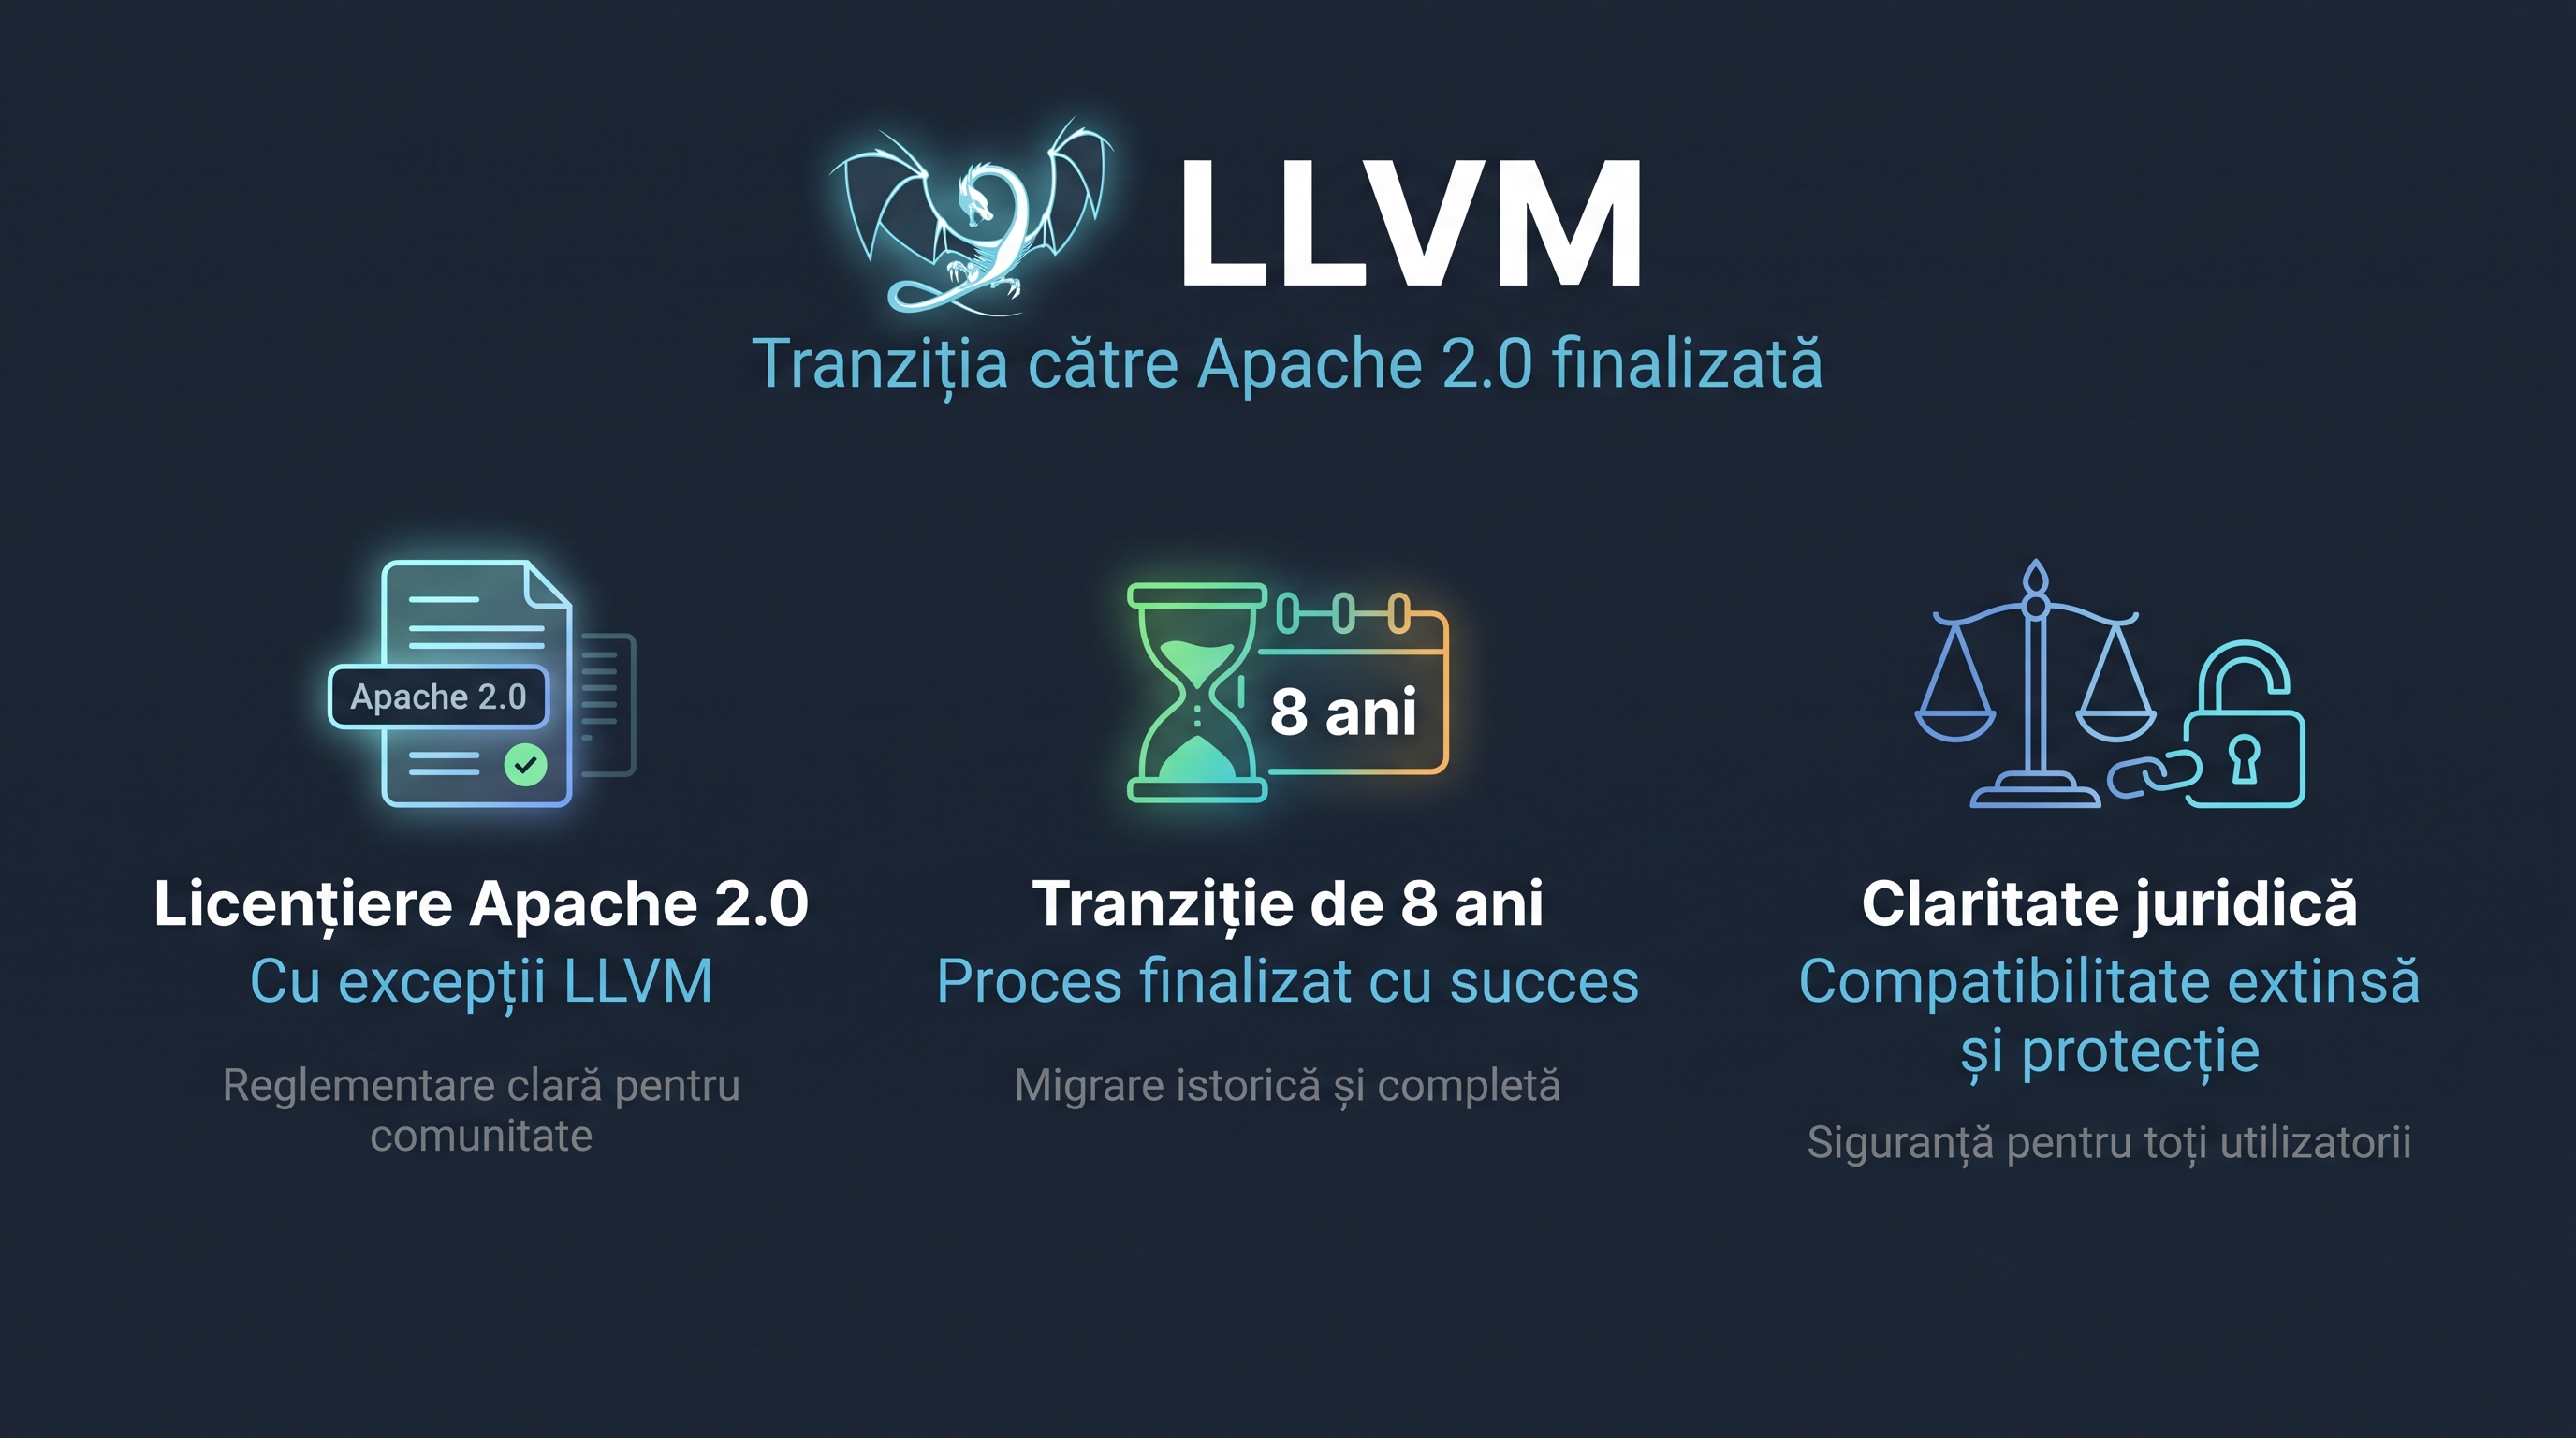 LLVM
Tranziția către Apache 2.0 finalizată
Apache 2.0
8 ani
Licențiere Apache 2.0
Cu excepții LLVM
Reglementare clară pentru
comunitate
Tranziție de 8 ani
Proces finalizat cu succes
Migrare istorică și completă
Claritate juridică
Compatibilitate extinsă
și protecție
Siguranță pentru toți utilizatorii